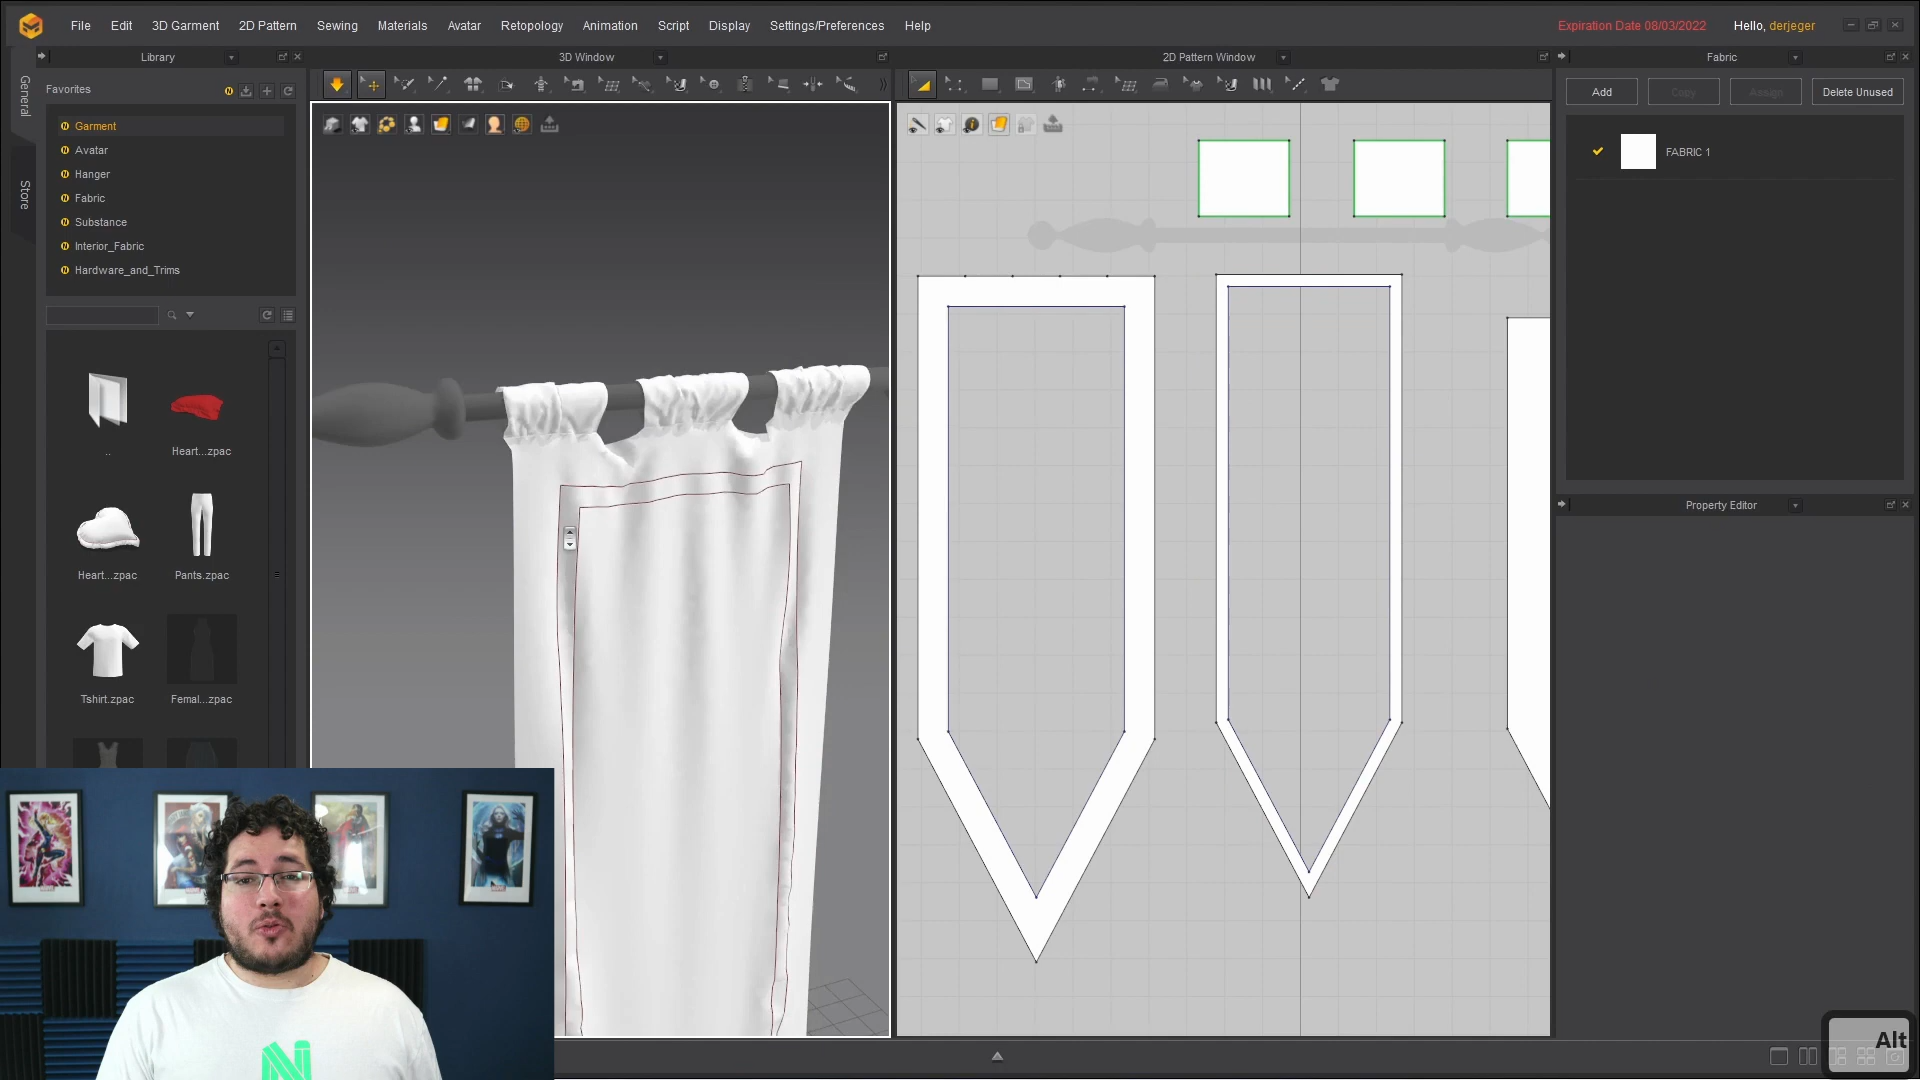 File Edit 3D Garment 2D Pattern Sewing Materials Avatar Retopology Animation Script Display Settings/Preferences Help
Expiration Date 08/03/2022 Hello, derjeger
Library
3D Window
2D Pattern Window
Fabric
General
Store
Favorites
Garment
Avatar
Hanger
Fabric
Substance
Interior_Fabric
Hardware_and_Trims
..
Heart...zpac
Heart...zpac
Pants.zpac
Tshirt.zpac
Femal...zpac
Add Copy Assign Delete Unused
FABRIC 1
Property Editor
Alt